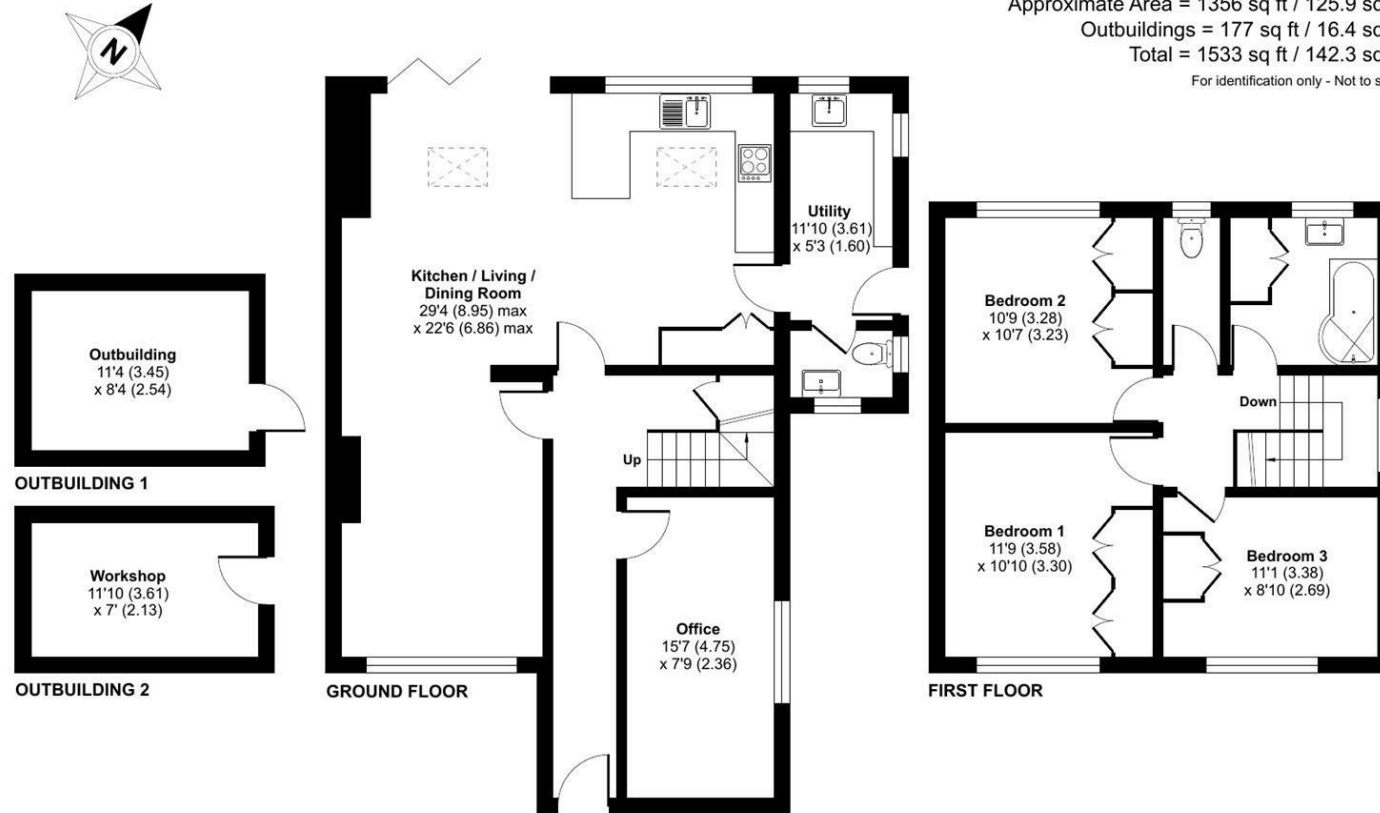 Approximate Area = 1356 sq ft / 125.9 sq
Outbuildings = 177 sq ft / 16.4 sq
Total = 1533 sq ft / 142.3 sq
For identification only - Not to s
N
Kitchen / Living /
Dining Room
29'4 (8.95) max
x 22'6 (6.86) max
Utility
11'10 (3.61)
x 5'3 (1.60)
Up
Office
15'7 (4.75)
x 7'9 (2.36)
GROUND FLOOR
Outbuilding
11'4 (3.45)
x 8'4 (2.54)
OUTBUILDING 1
Workshop
11'10 (3.61)
x 7' (2.13)
OUTBUILDING 2
Bedroom 2
10'9 (3.28)
x 10'7 (3.23)
Down
Bedroom 1
11'9 (3.58)
x 10'10 (3.30)
Bedroom 3
11'1 (3.38)
x 8'10 (2.69)
FIRST FLOOR